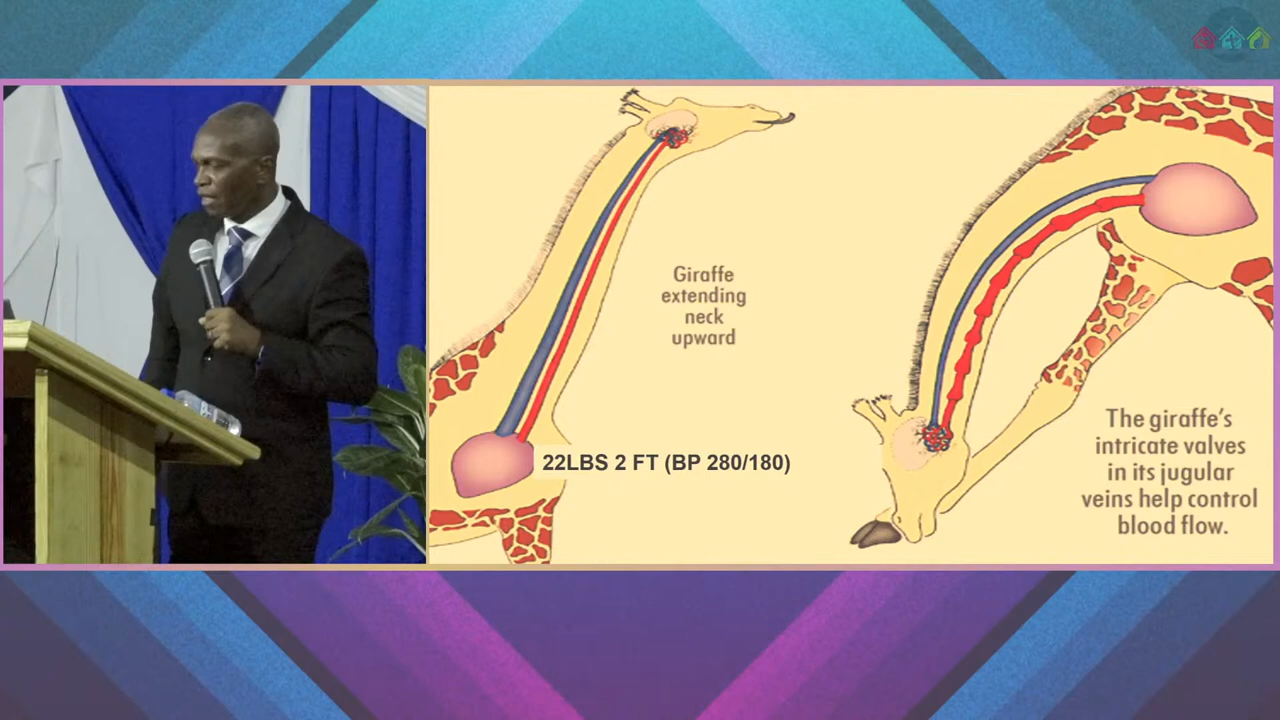 Giraffe
extending
neck
upward
22LBS 2 FT (BP 280/180)
The giraffe's
intricate valves
in its jugular
veins help control
blood flow.